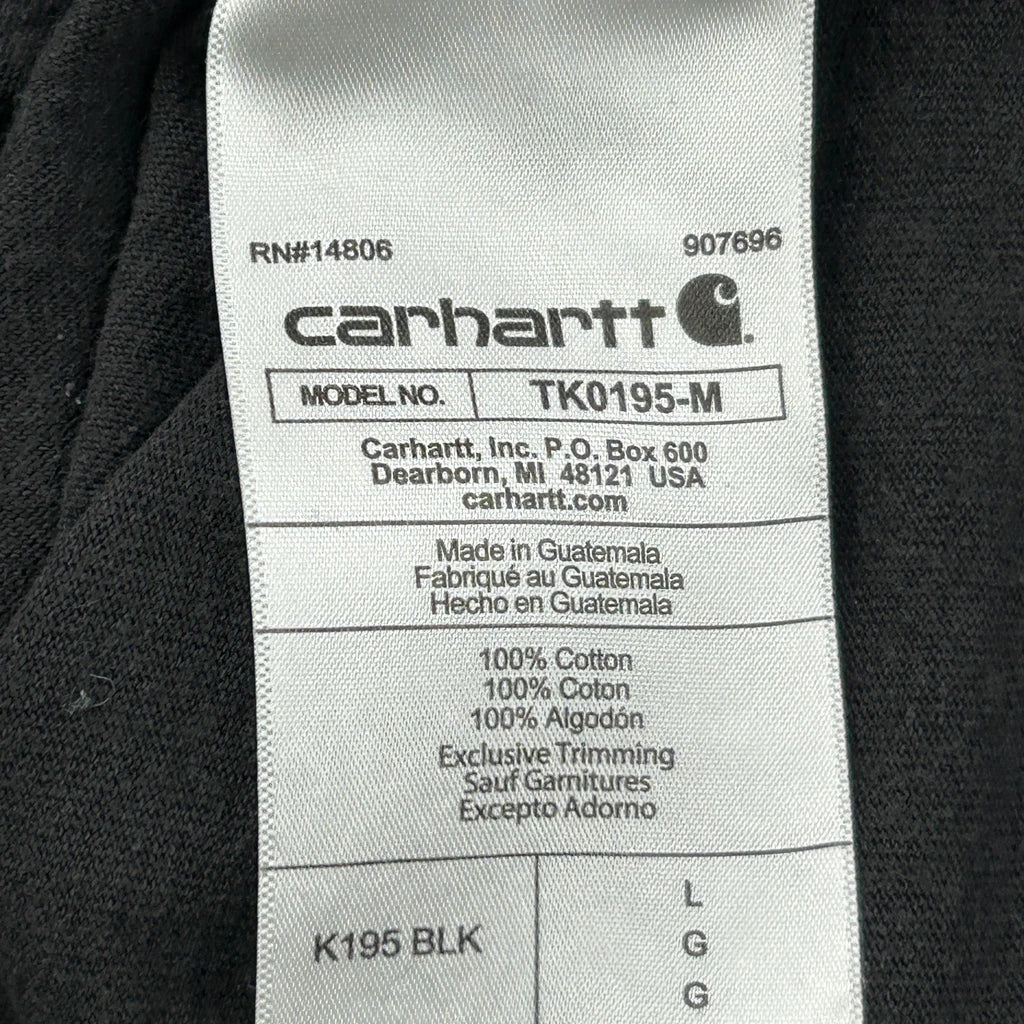 RN#14806 907696
carhartt
MODEL NO. TK0195-M
Carhartt, Inc. P.O. Box 600
Dearborn, MI 48121 USA
carhartt.com
Made in Guatemala
Fabriqué au Guatemala
Hecho en Guatemala
100% Cotton
100% Coton
100% Algodón
Exclusive Trimming
Sauf Garnitures
Excepto Adorno
K195 BLK
L
G
G